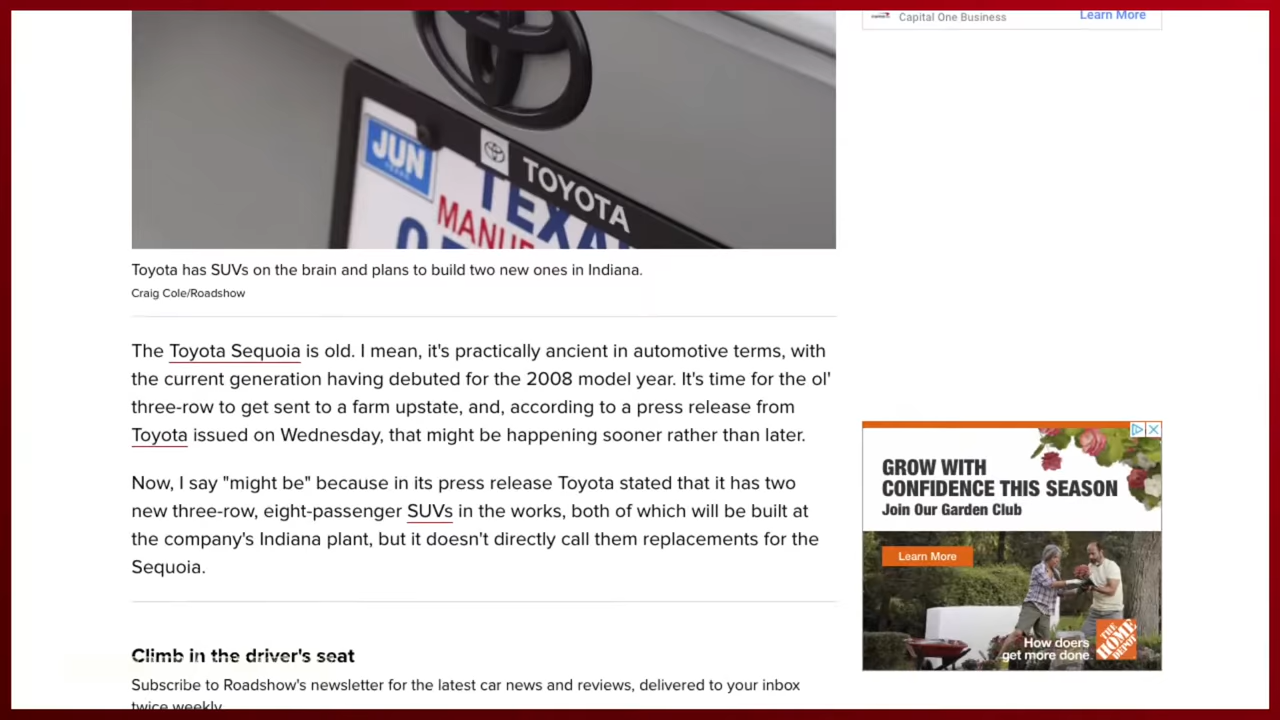 Capital One Business
Learn More
JUN
TOYOTA
TEXA
MANU
Toyota has SUVs on the brain and plans to build two new ones in Indiana.
Craig Cole/Roadshow
The Toyota Sequoia is old. I mean, it's practically ancient in automotive terms, with
the current generation having debuted for the 2008 model year. It's time for the ol'
three-row to get sent to a farm upstate, and, according to a press release from
Toyota issued on Wednesday, that might be happening sooner rather than later.
Now, I say "might be" because in its press release Toyota stated that it has two
new three-row, eight-passenger SUVs in the works, both of which will be built at
the company's Indiana plant, but it doesn't directly call them replacements for the
Sequoia.
GROW WITH
CONFIDENCE THIS SEASON
Join Our Garden Club
Learn More
How doers
get more done
THE HOME DEPOT
Climb in the driver's seat
Subscribe to Roadshow's newsletter for the latest car news and reviews, delivered to your inbox
twice weekly